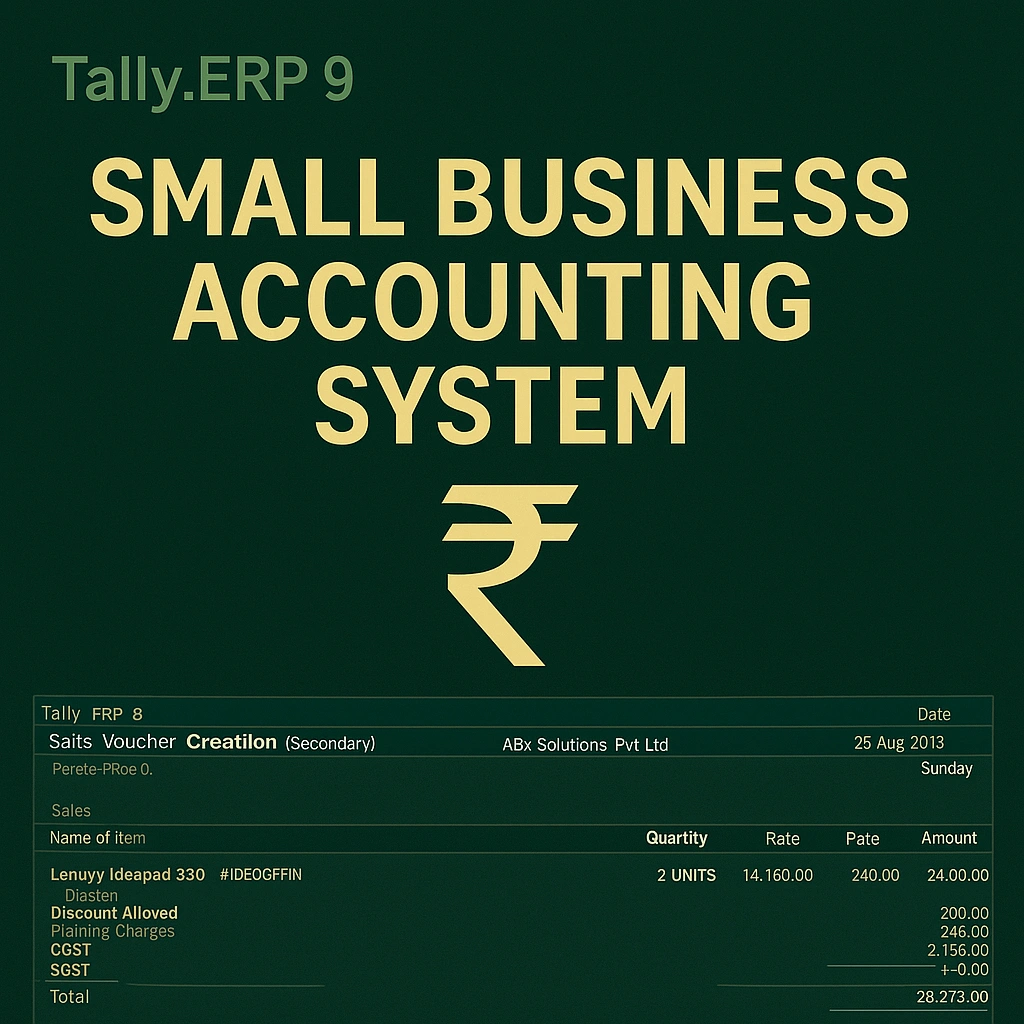 Tally.ERP 9
SMALL BUSINESS
ACCOUNTING
SYSTEM
₹
Tally FRP 8 Date
Saits Voucher Creatilon (Secondary) ABx Solutions Pvt Ltd 25 Aug 2013
Perete-PRoe 0. Sunday
Sales
Name of item Quartity Rate Pate Amount
Lenuyy Ideapad 330 #IDEOGFFIN 2 UNITS 14.160.00 240.00 24.00.00
Diasten
Discount Alloved 200.00
Plaining Charges 246.00
CGST 2.156.00
SGST +-0.00
Total 28.273.00